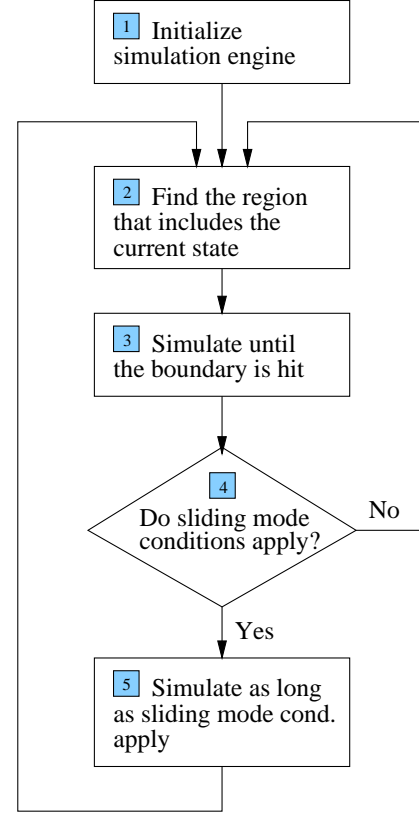 1 Initialize
simulation engine
2 Find the region
that includes the
current state
3 Simulate until
the boundary is hit
4
Do sliding mode
conditions apply?
No
Yes
5 Simulate as long
as sliding mode cond.
apply